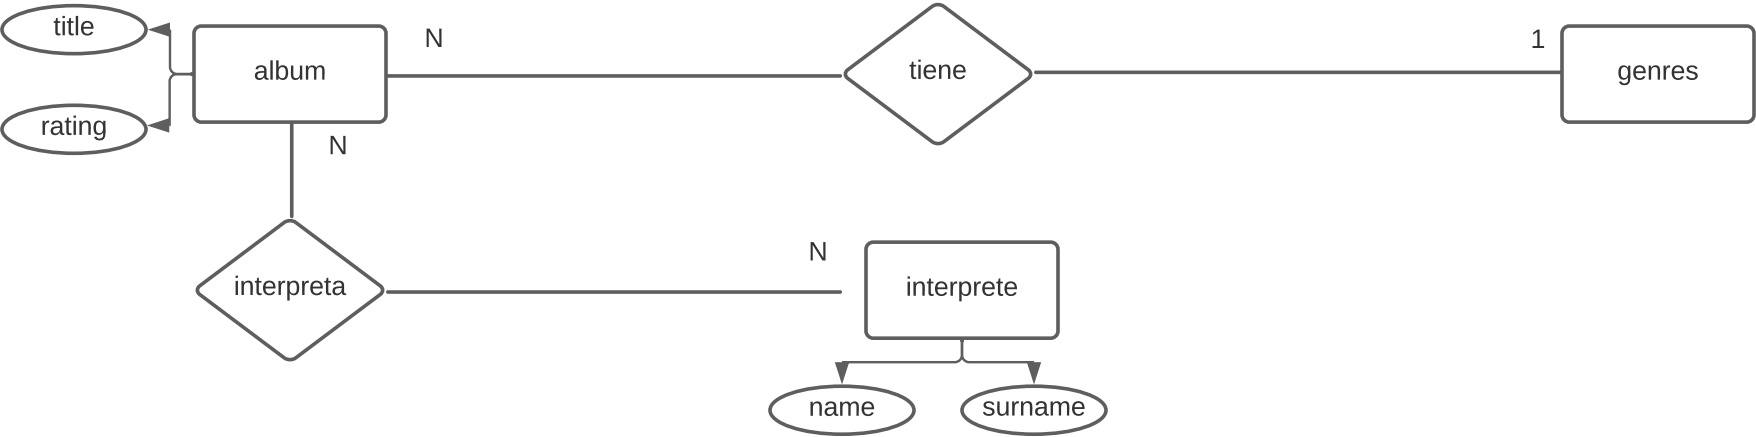 title
album
N
tiene
1
genres
rating
N
interpreta
N
interprete
name
surname